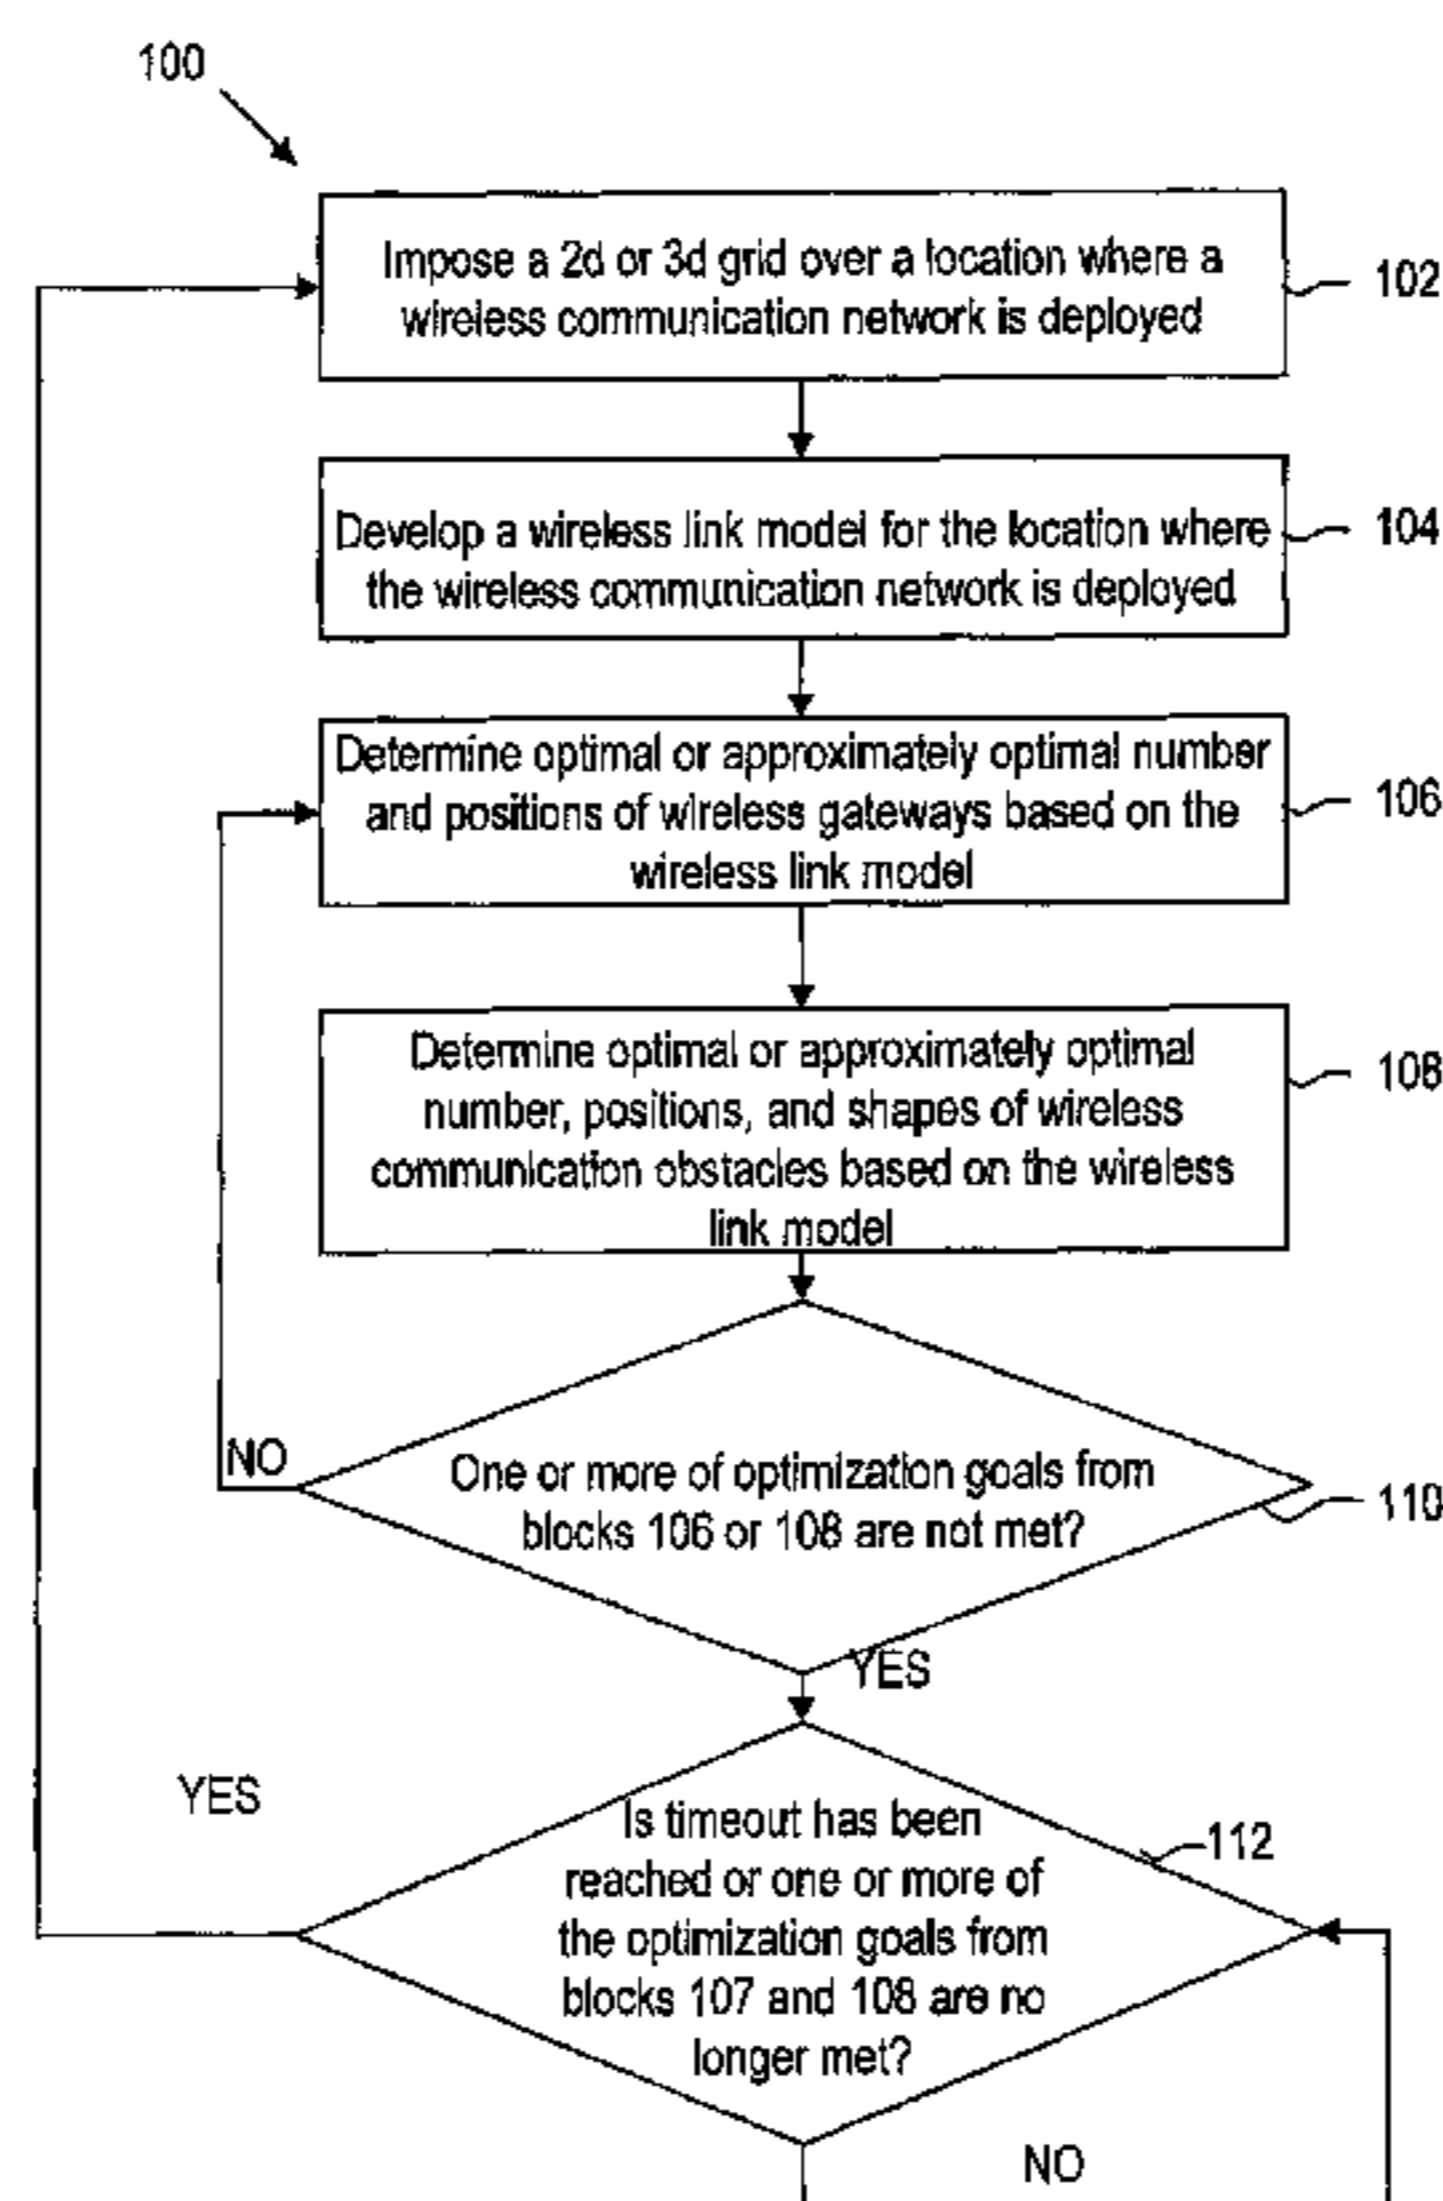 100
Impose a 2d or 3d grid over a location where a
wireless communication network is deployed
102
Develop a wireless link model for the location where
the wireless communication network is deployed
104
Determine optimal or approximately optimal number
and positions of wireless gateways based on the
wireless link model
106
Determine optimal or approximately optimal
number, positions, and shapes of wireless
communication obstacles based on the wireless
link model
108
NO
One or more of optimization goals from
blocks 106 or 108 are not met?
110
YES
YES
Is timeout has been
reached or one or more of
the optimization goals from
blocks 107 and 108 are no
longer met?
112
NO